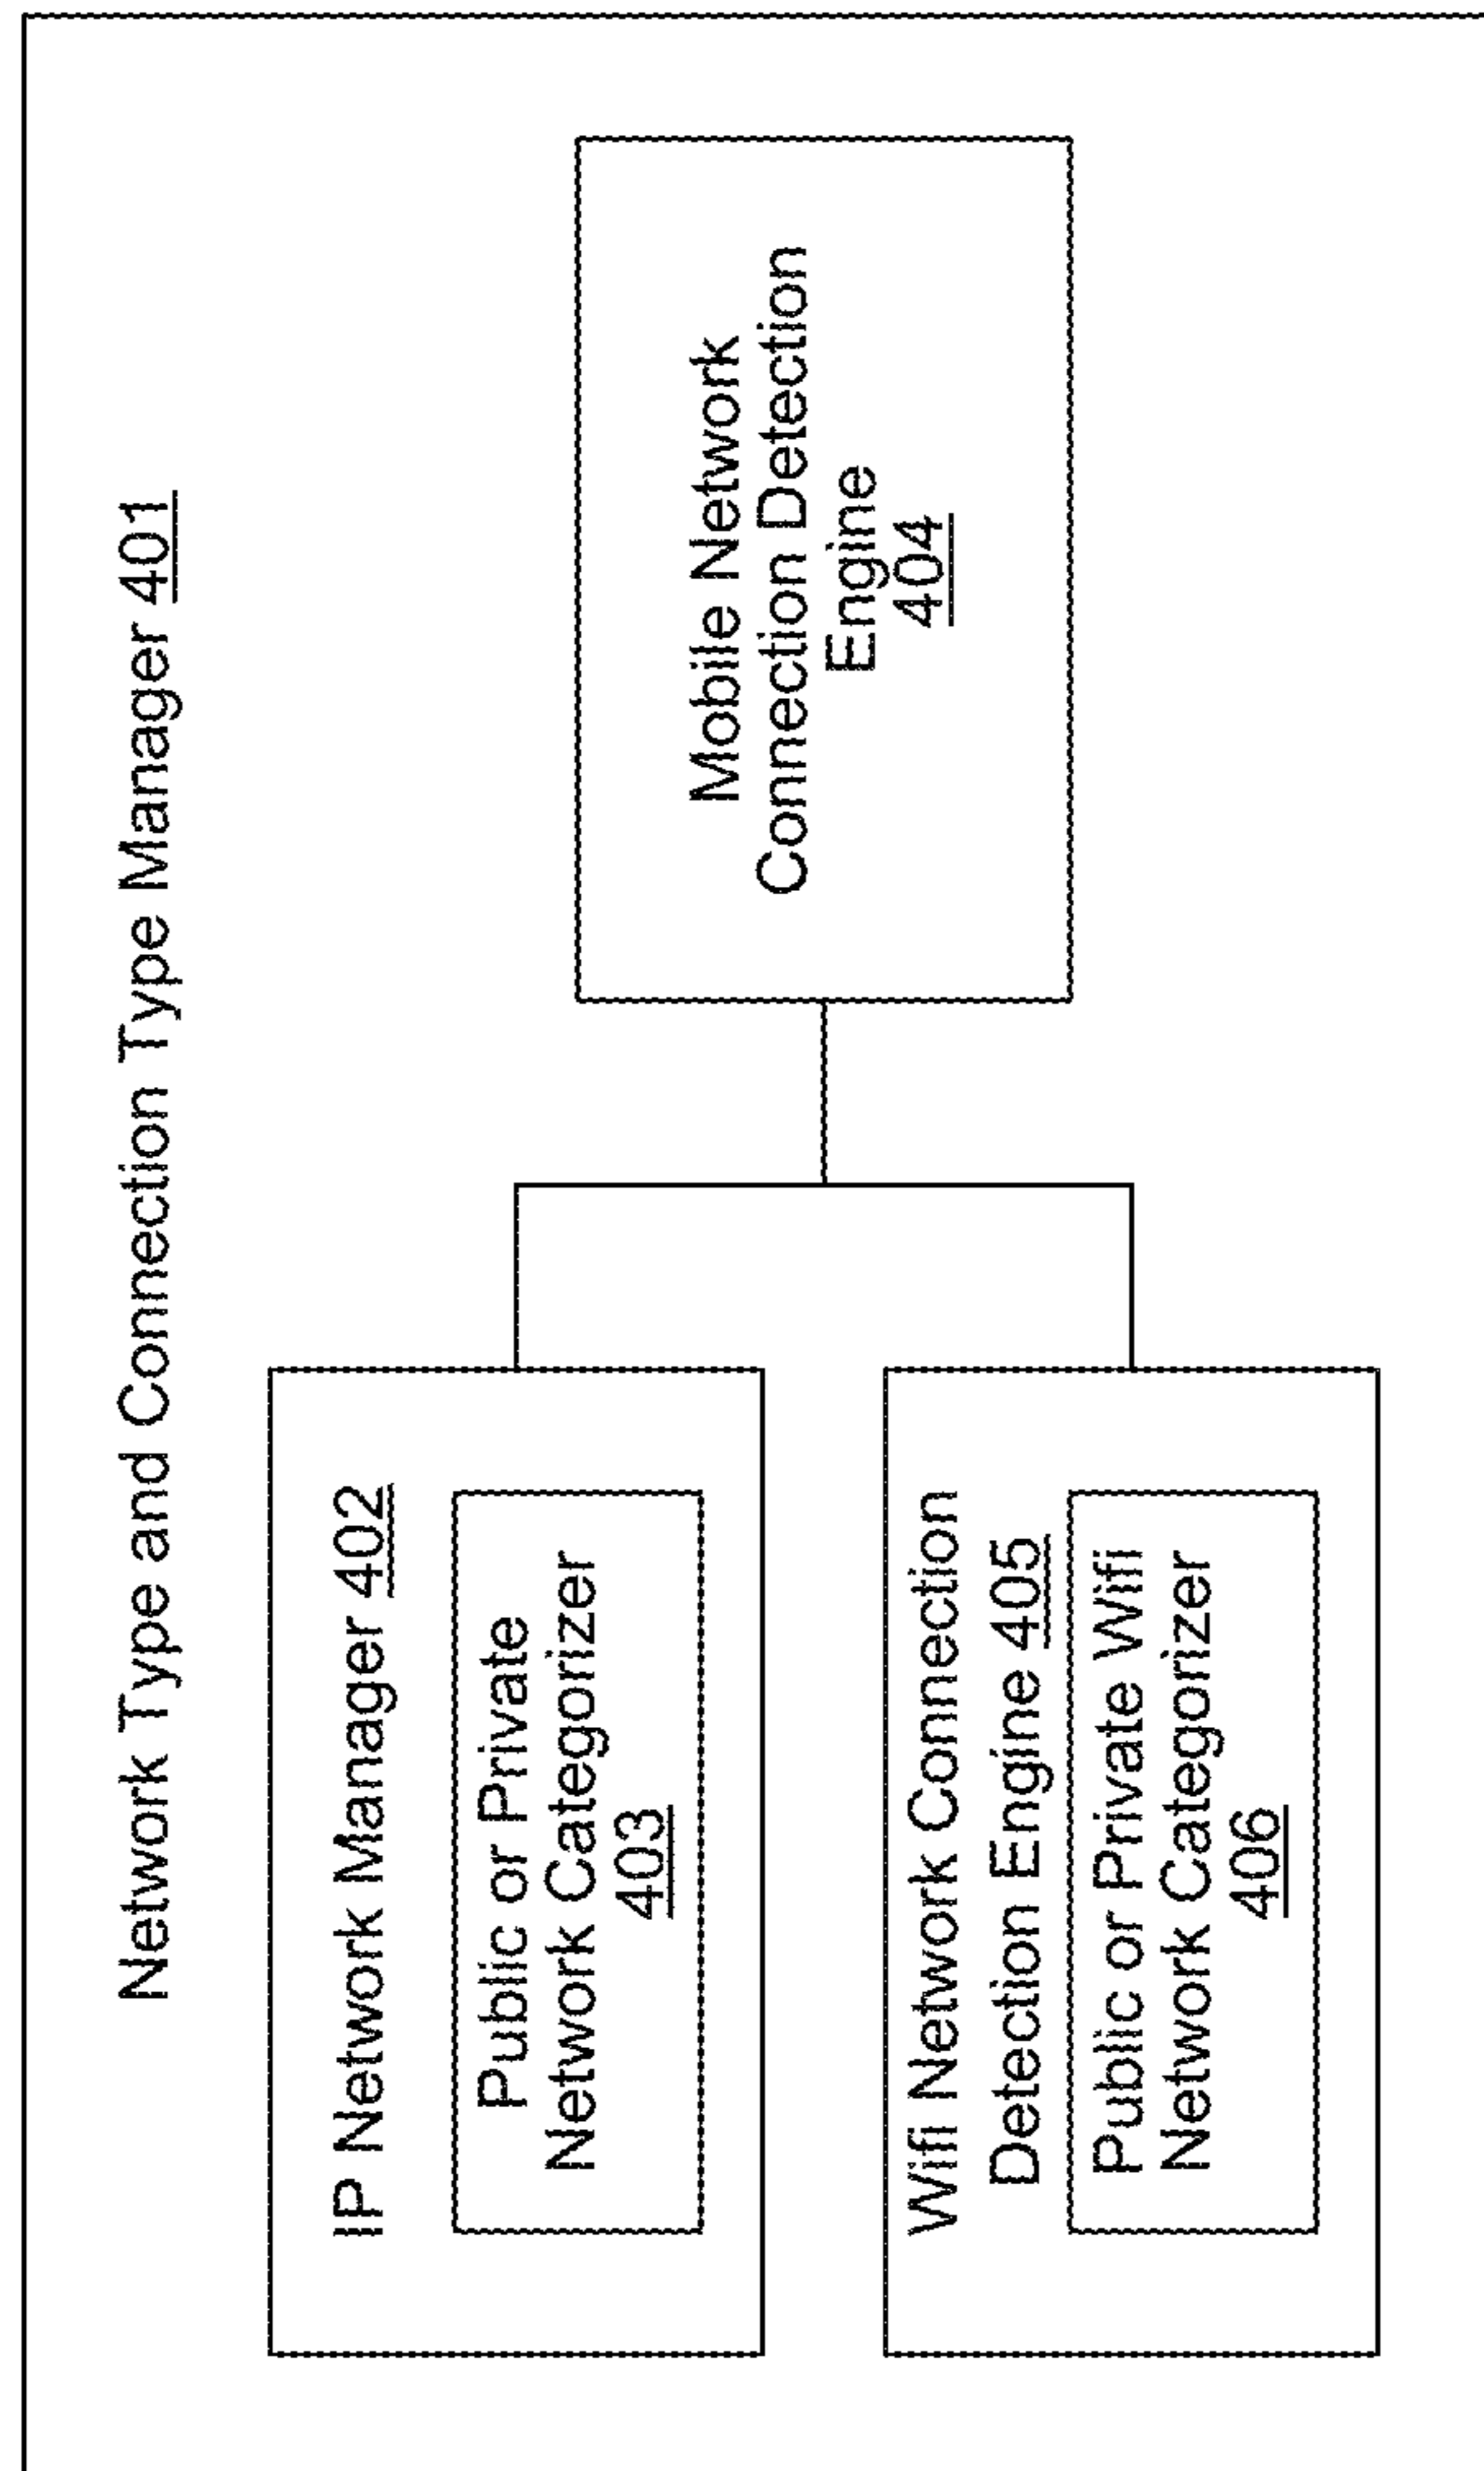 Network Type and Connection Type Manager 401
IP Network Manager 402
Public or Private
Network Categorizer
403
Mobile Network
Connection Detection
Engine
404
Wifi Network Connection
Detection Engine 405
Public or Private Wifi
Network Categorizer
406